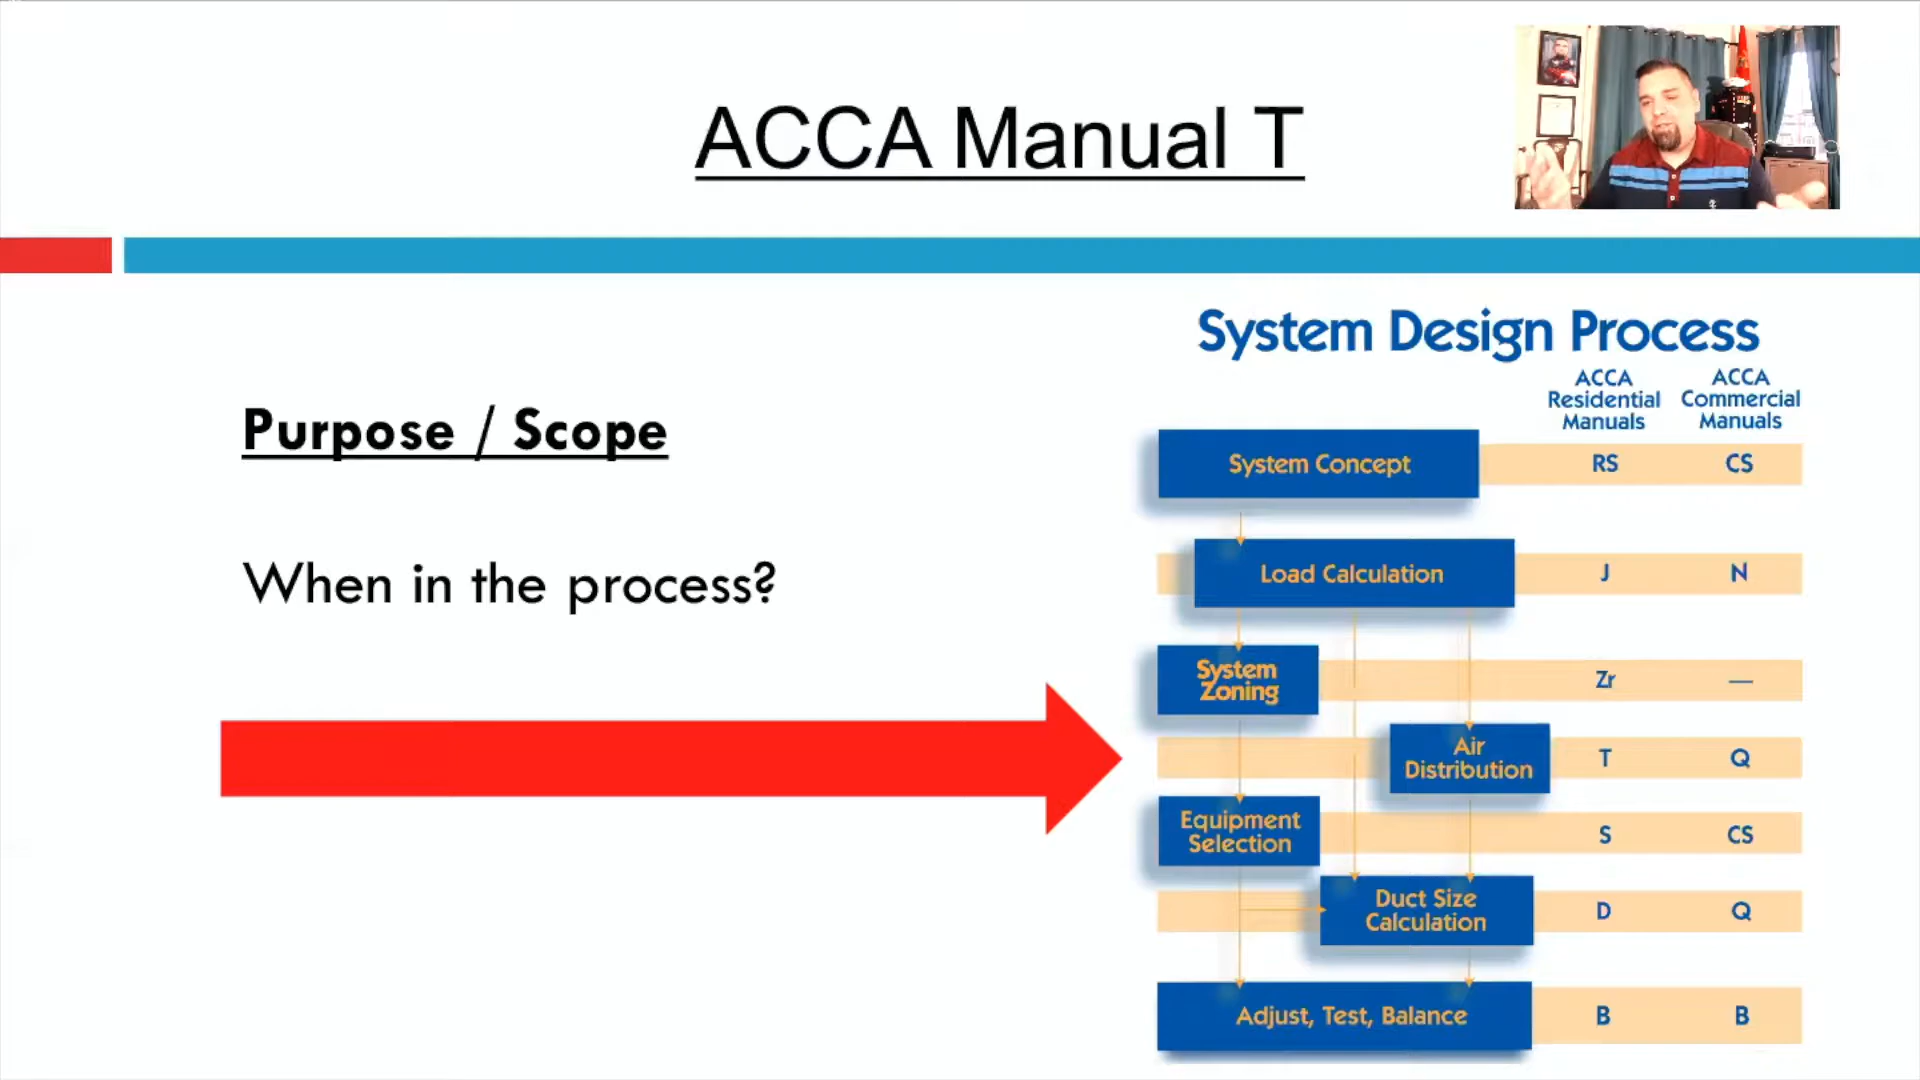 ACCA Manual T
Purpose / Scope
When in the process?
System Design Process
ACCA
Residential
Manuals
ACCA
Commercial
Manuals
System Concept
RS
CS
Load Calculation
J
N
System
Zoning
Zr
—
Air
Distribution
T
Q
Equipment
Selection
S
CS
Duct Size
Calculation
D
Q
Adjust, Test, Balance
B
B